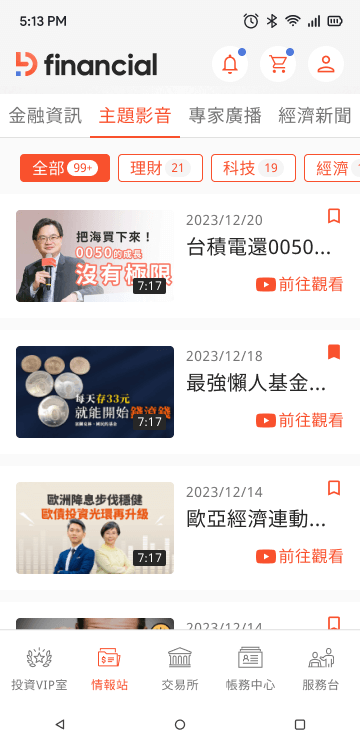 5:13 PM
financial
金融資訊 主題影音 專家廣播 經濟新聞
全部 99+ 理財 21 科技 19 經濟
把海買下來！
0050的成長
沒有極限
7:17
2023/12/20
台積電還0050...
前往觀看
每天存33元
就能開始錢滾錢
7:17
2023/12/18
最強懶人基金...
前往觀看
歐洲降息步伐穩健
歐債投資光環再升級
7:17
2023/12/14
歐亞經濟連動...
前往觀看
2023/12/14
投資VIP室 情報站 交易所 帳務中心 服務台